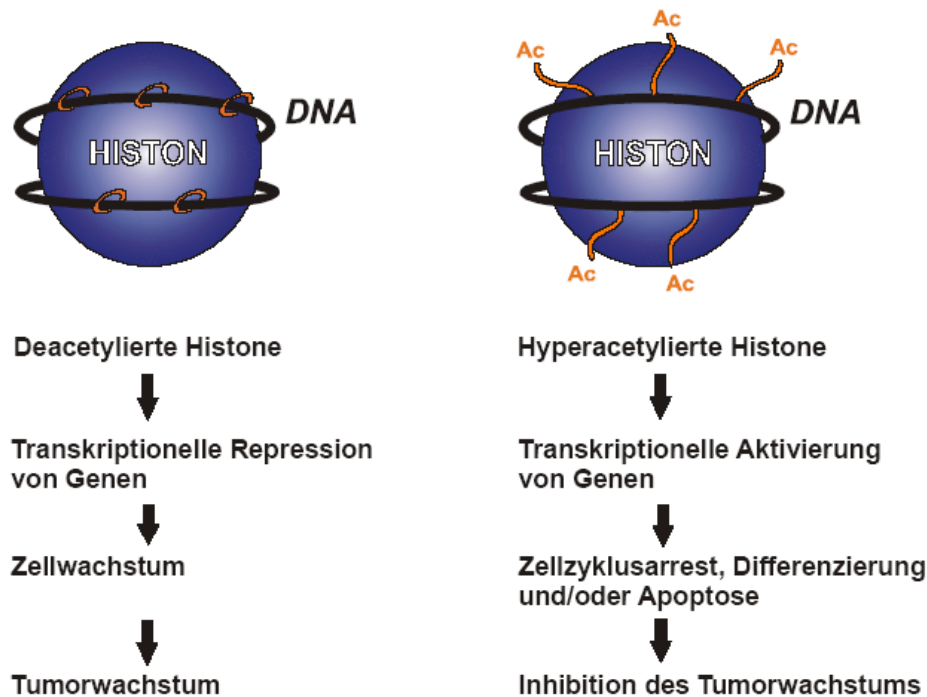 DNA
HISTON
Deacetylierte Histone
Transkriptionelle Repression
von Genen
Zellwachstum
Tumorwachstum
Ac
Ac
Ac
DNA
HISTON
Ac
Ac
Hyperacetylierte Histone
Transkriptionelle Aktivierung
von Genen
Zellzyklusarrest, Differenzierung
und/oder Apoptose
Inhibition des Tumorwachstums